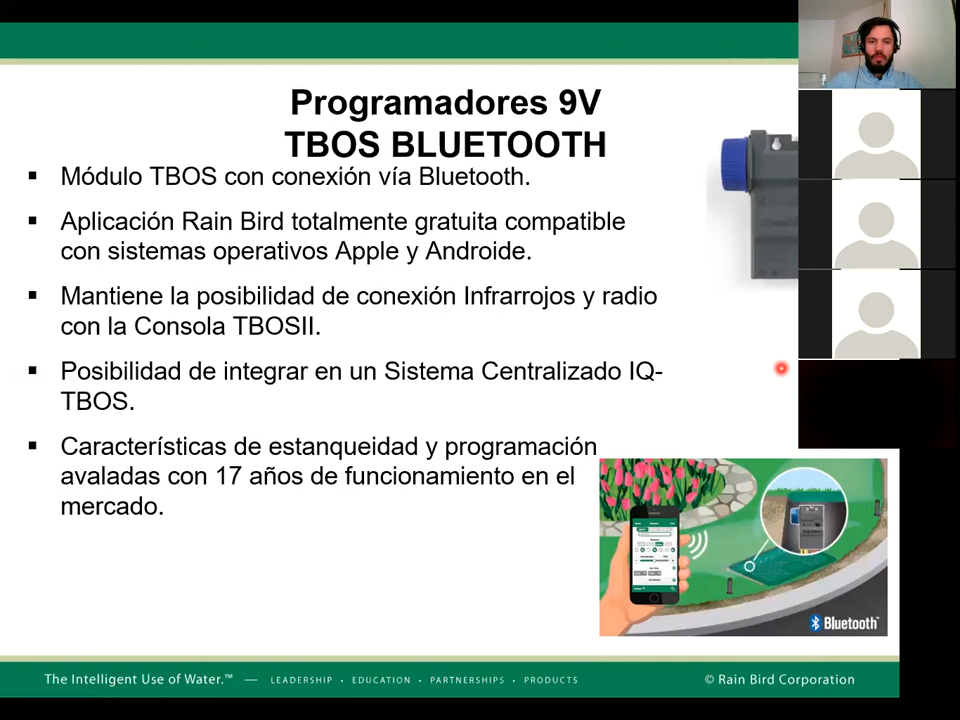 Programadores 9V
TBOS BLUETOOTH
Módulo TBOS con conexión vía Bluetooth.
Aplicación Rain Bird totalmente gratuita compatible
con sistemas operativos Apple y Androide.
Mantiene la posibilidad de conexión Infrarrojos y radio
con la Consola TBOSII.
Posibilidad de integrar en un Sistema Centralizado IQ-
TBOS.
Características de estanqueidad y programación
avaladas con 17 años de funcionamiento en el
mercado.
Bluetooth™
The Intelligent Use of Water.™ — LEADERSHIP • EDUCATION • PARTNERSHIPS • PRODUCTS
© Rain Bird Corporation